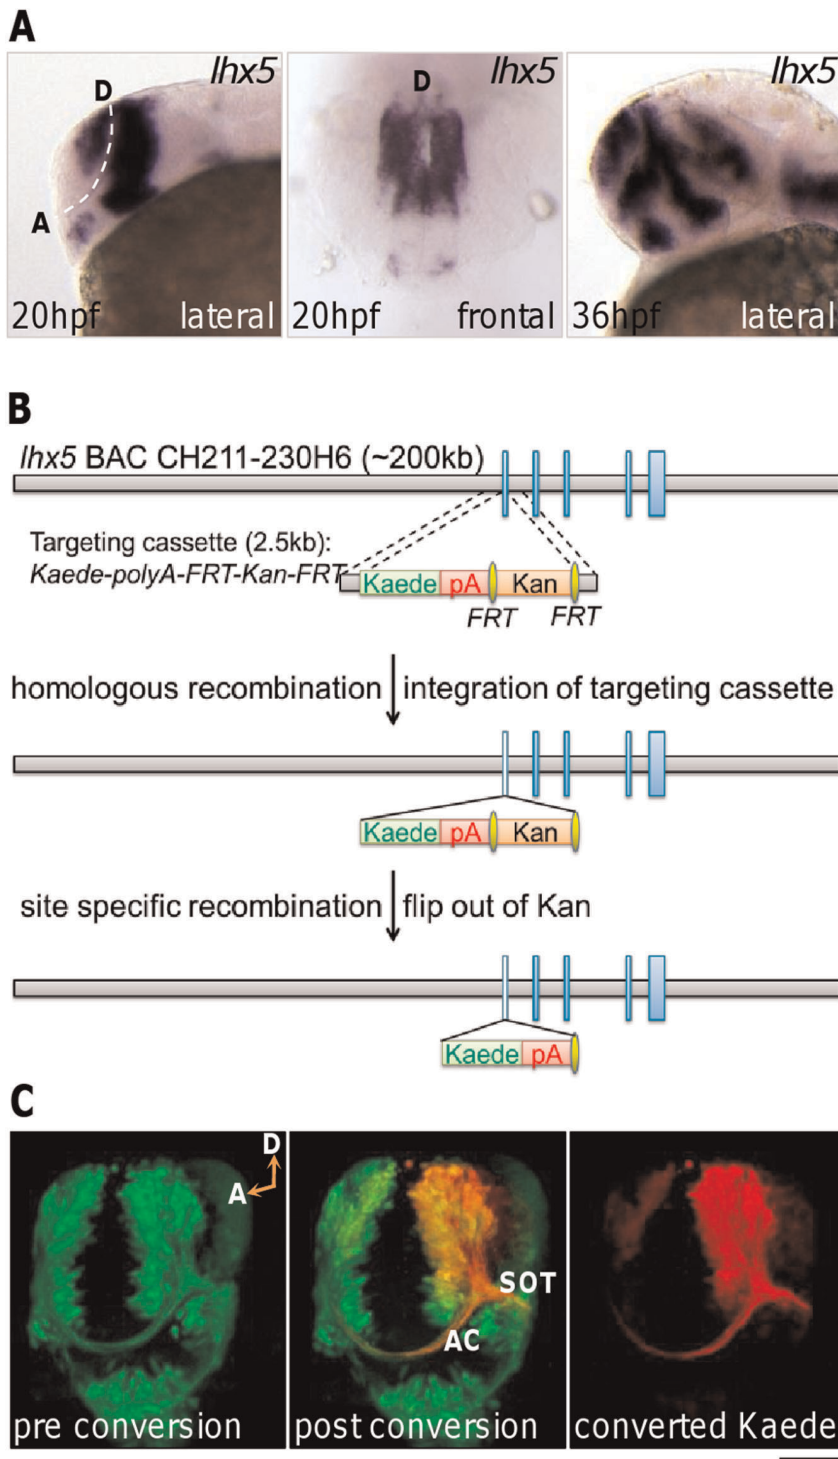 A
lhx5
lhx5
lhx5
D
D
A
20hpf lateral
20hpf frontal
36hpf lateral
B
lhx5 BAC CH211-230H6 (~200kb)
Targeting cassette (2.5kb):
Kaede-polyA-FRT-Kan-FRT
Kaede pA Kan
FRT FRT
homologous recombination integration of targeting cassette
Kaede pA Kan
site specific recombination flip out of Kan
Kaede pA
C
D
A
SOT
AC
pre conversion
post conversion
converted Kaede